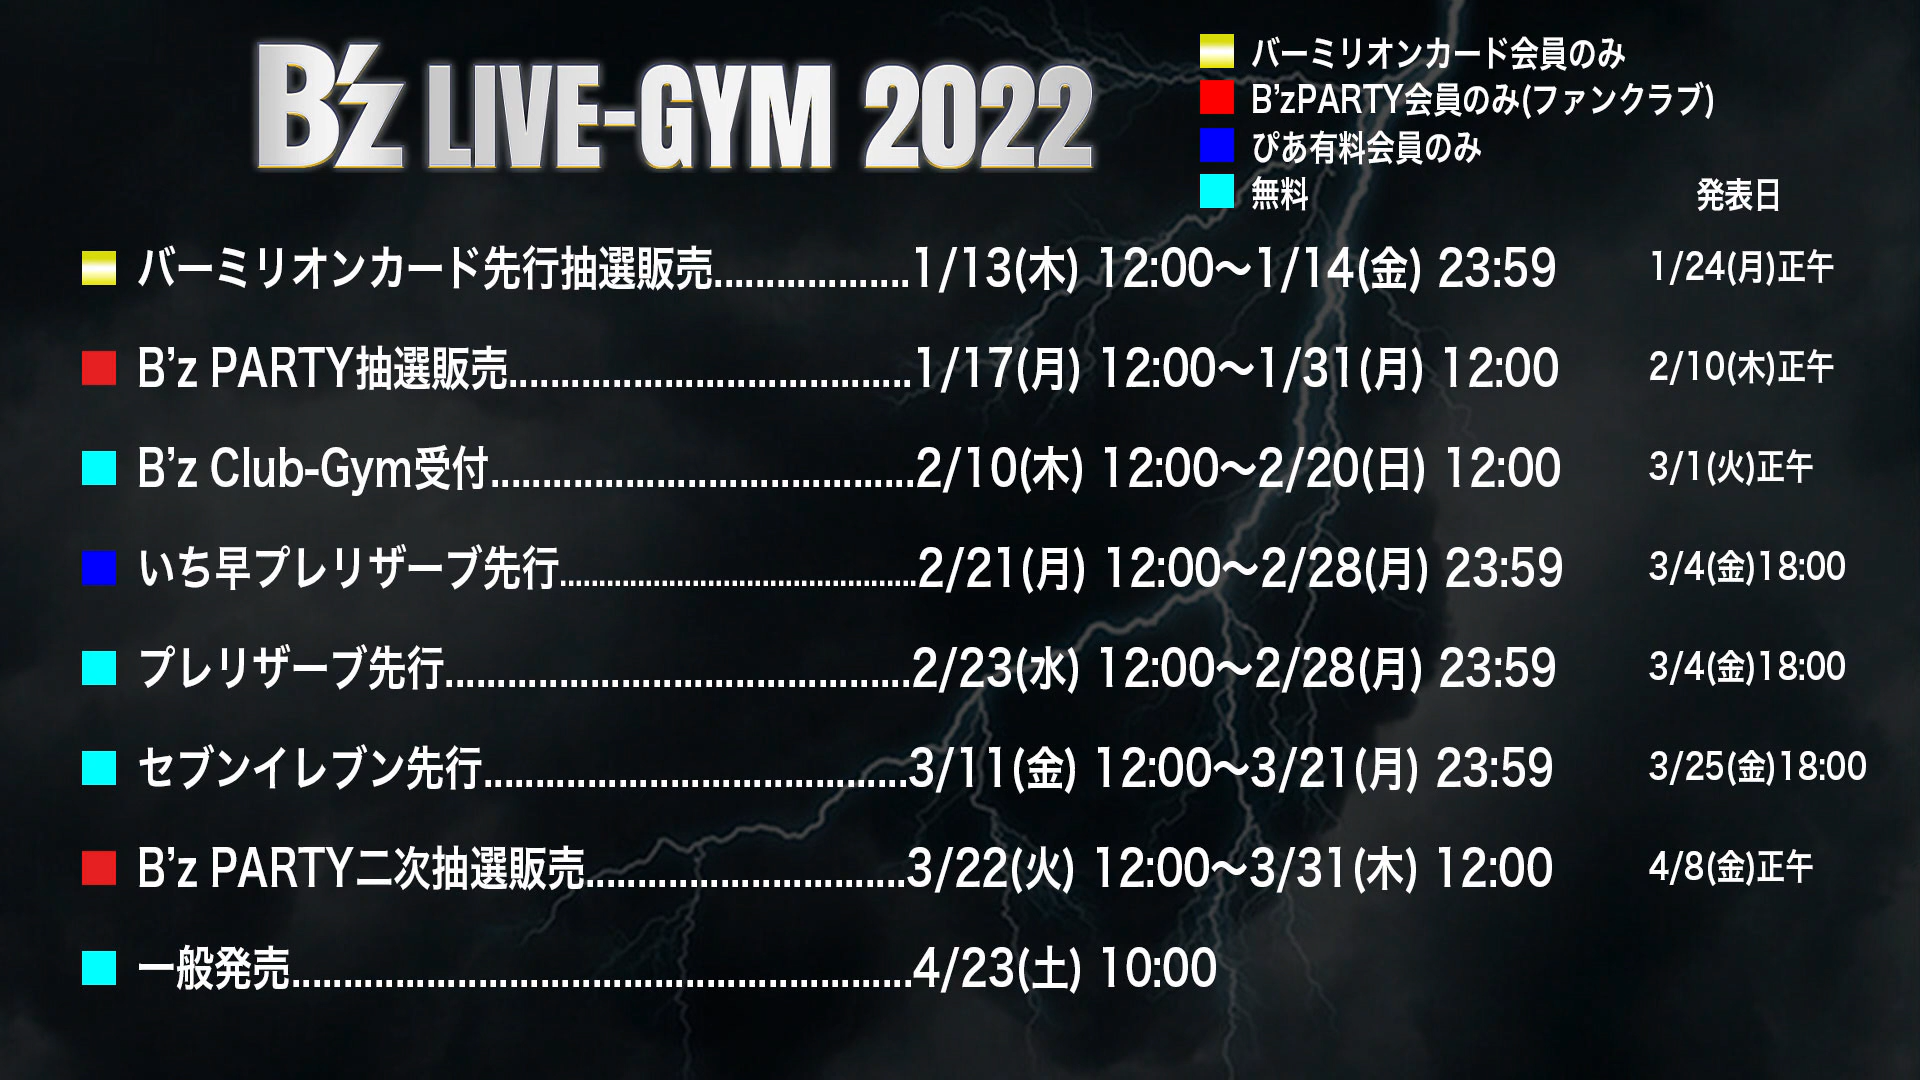 B'z LIVE-GYM 2022
バーミリオンカード会員のみ
B'zPARTY会員のみ(ファンクラブ)
ぴあ有料会員のみ
無料
発表日
バーミリオンカード先行抽選販売...................1/13(木) 12:00～1/14(金) 23:59 1/24(月)正午
B'z PARTY抽選販売.......................................1/17(月) 12:00～1/31(月) 12:00 2/10(木)正午
B'z Club-Gym受付.........................................2/10(木) 12:00～2/20(日) 12:00 3/1(火)正午
いち早プレリザーブ先行..............................................2/21(月) 12:00～2/28(月) 23:59 3/4(金)18:00
プレリザーブ先行.............................................2/23(水) 12:00～2/28(月) 23:59 3/4(金)18:00
セブンイレブン先行.........................................3/11(金) 12:00～3/21(月) 23:59 3/25(金)18:00
B'z PARTY二次抽選販売...............................3/22(火) 12:00～3/31(木) 12:00 4/8(金)正午
一般発売............................................................4/23(土) 10:00